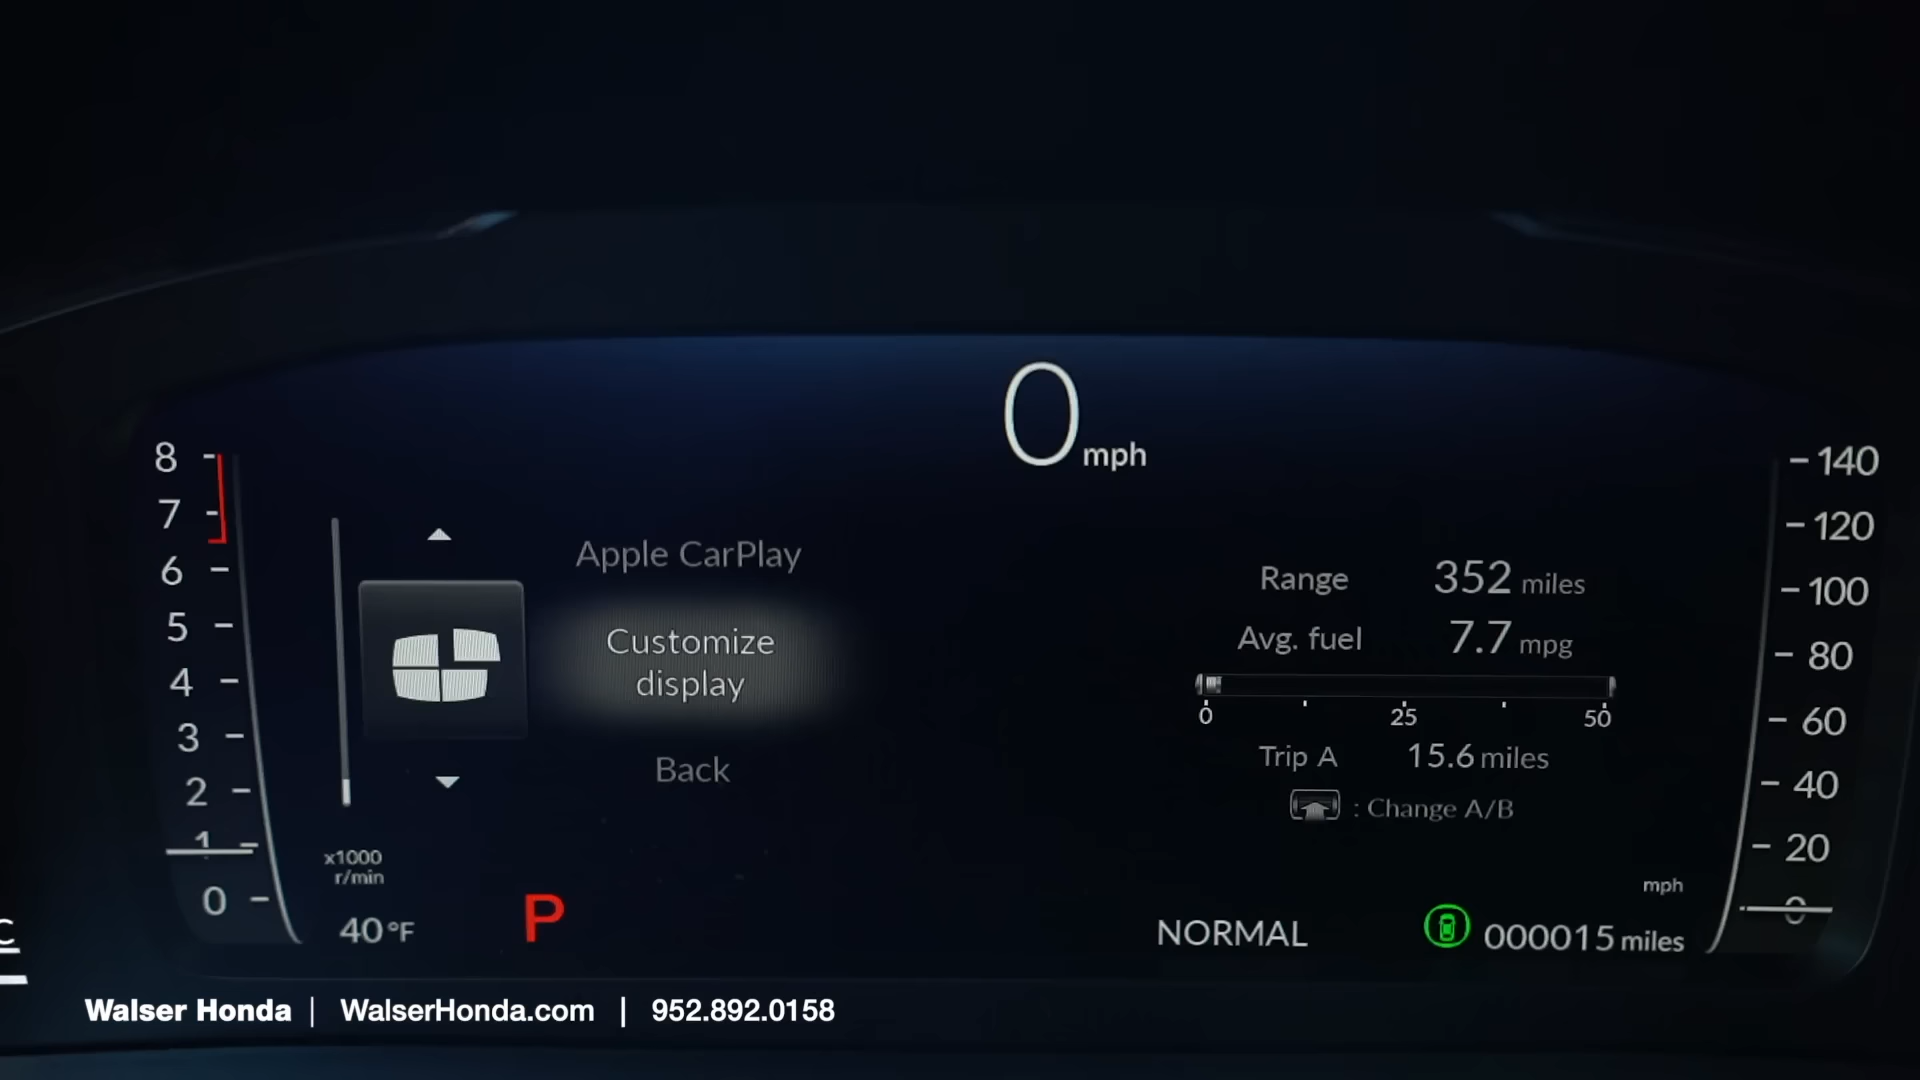 0 mph
8
7
6
5
4
3
2
1
0
x1000
r/min
40°F
P
Apple CarPlay
Customize
display
Back
Range 352 miles
Avg. fuel 7.7 mpg
0 25 50
Trip A 15.6 miles
: Change A/B
NORMAL
000015 miles
140
120
100
80
60
40
20
0
mph
C
Walser Honda | WalserHonda.com | 952.892.0158